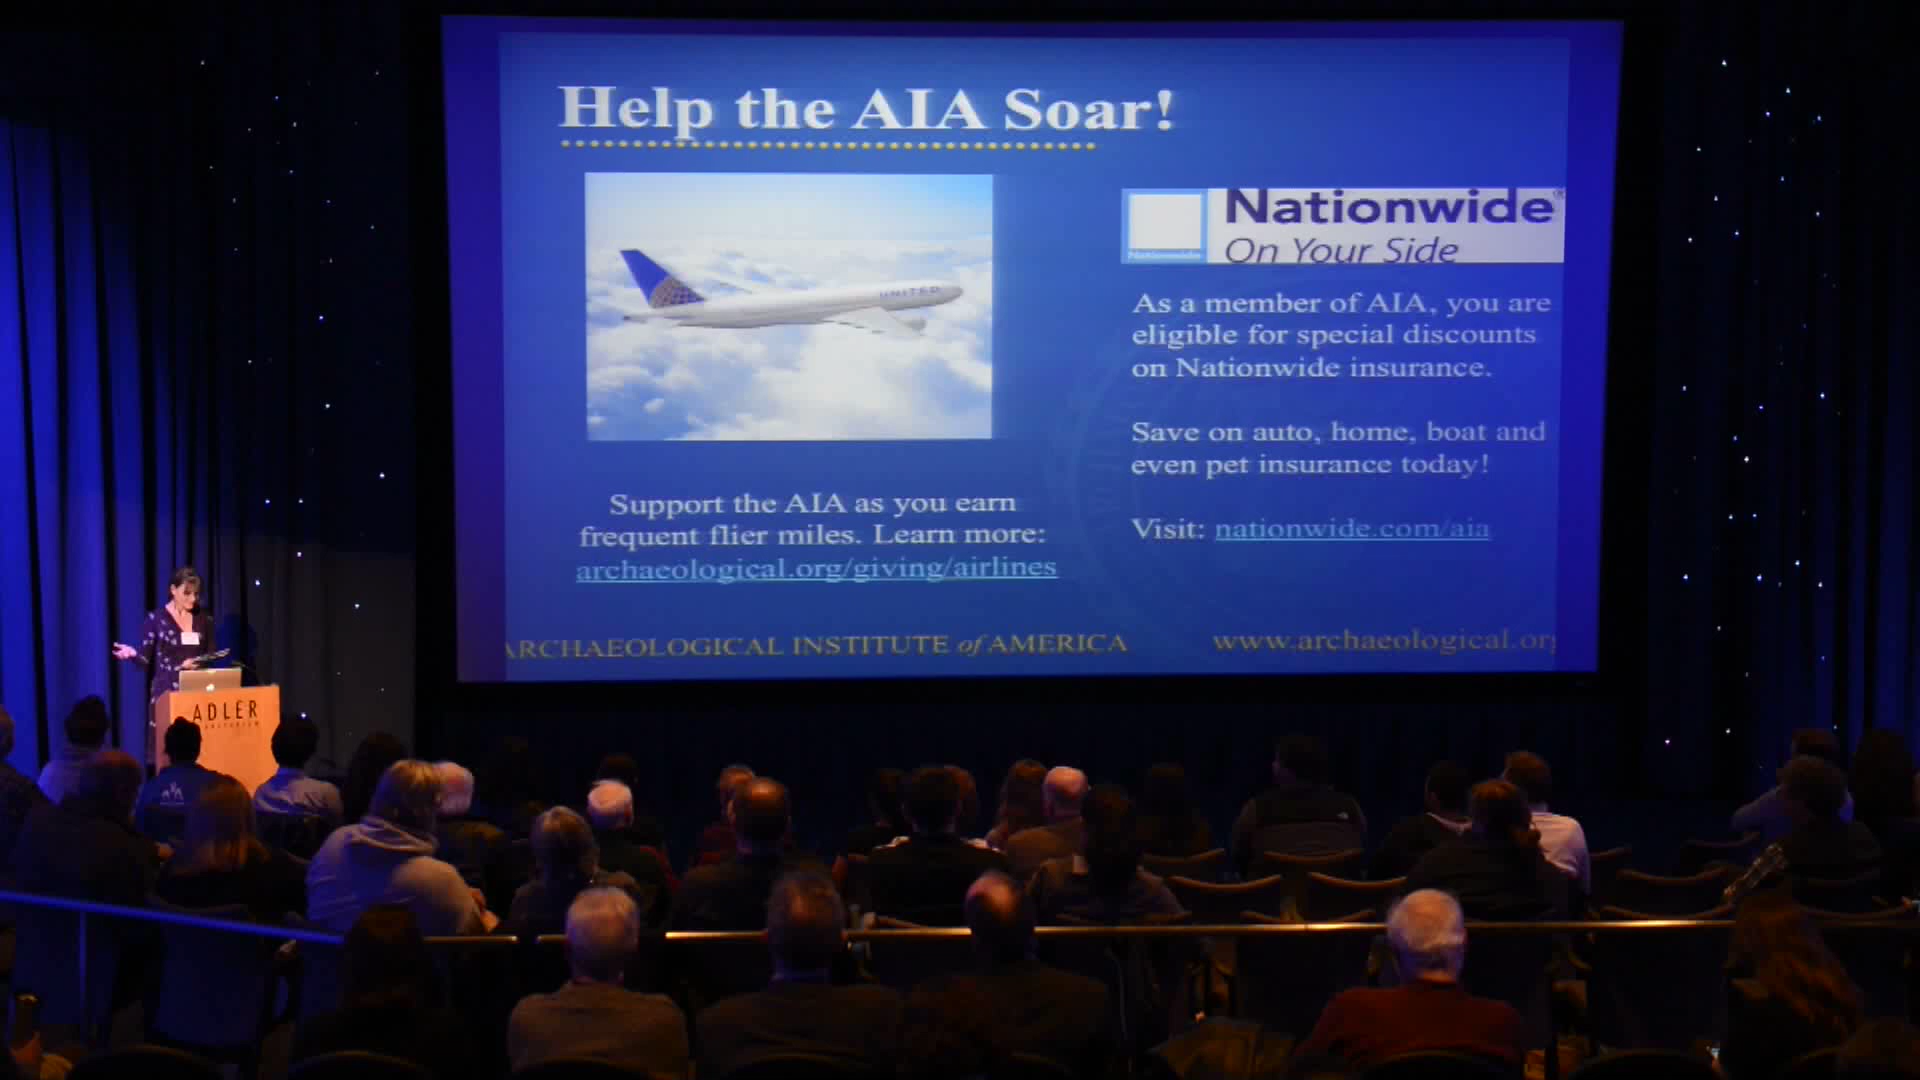 Help the AIA Soar!
UNITED
Support the AIA as you earn
frequent flier miles. Learn more:
archaeological.org/giving/airlines
Nationwide®
On Your Side
Nationwide
As a member of AIA, you are
eligible for special discounts
on Nationwide insurance.
Save on auto, home, boat and
even pet insurance today!
Visit: nationwide.com/aia
ARCHAEOLOGICAL INSTITUTE of AMERICA
www.archaeological.org
ADLER